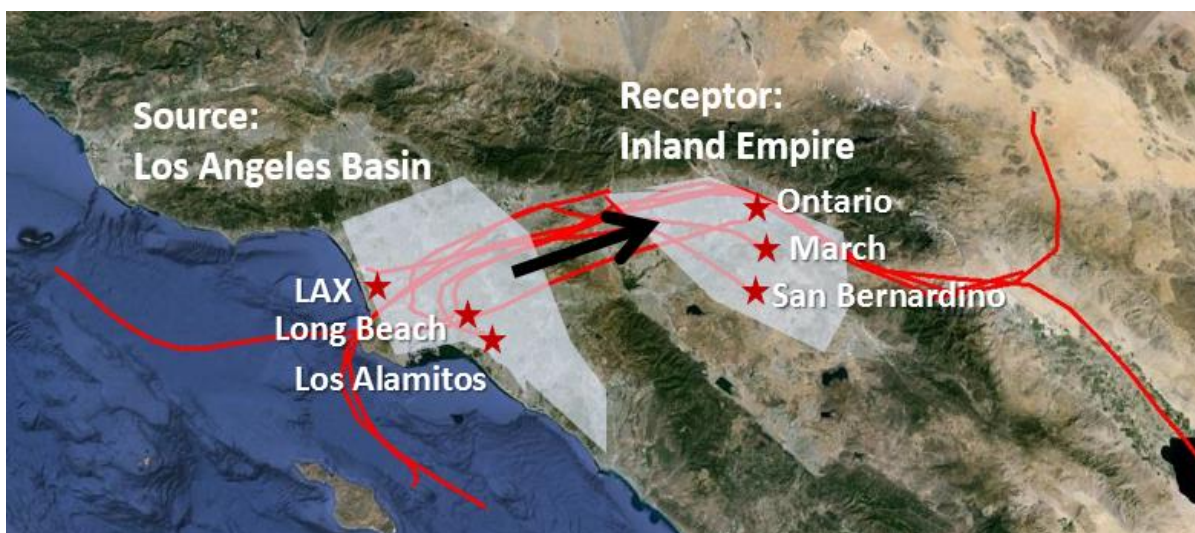 Source:
Los Angeles Basin
Receptor:
Inland Empire
Ontario
March
San Bernardino
LAX
Long Beach
Los Alamitos